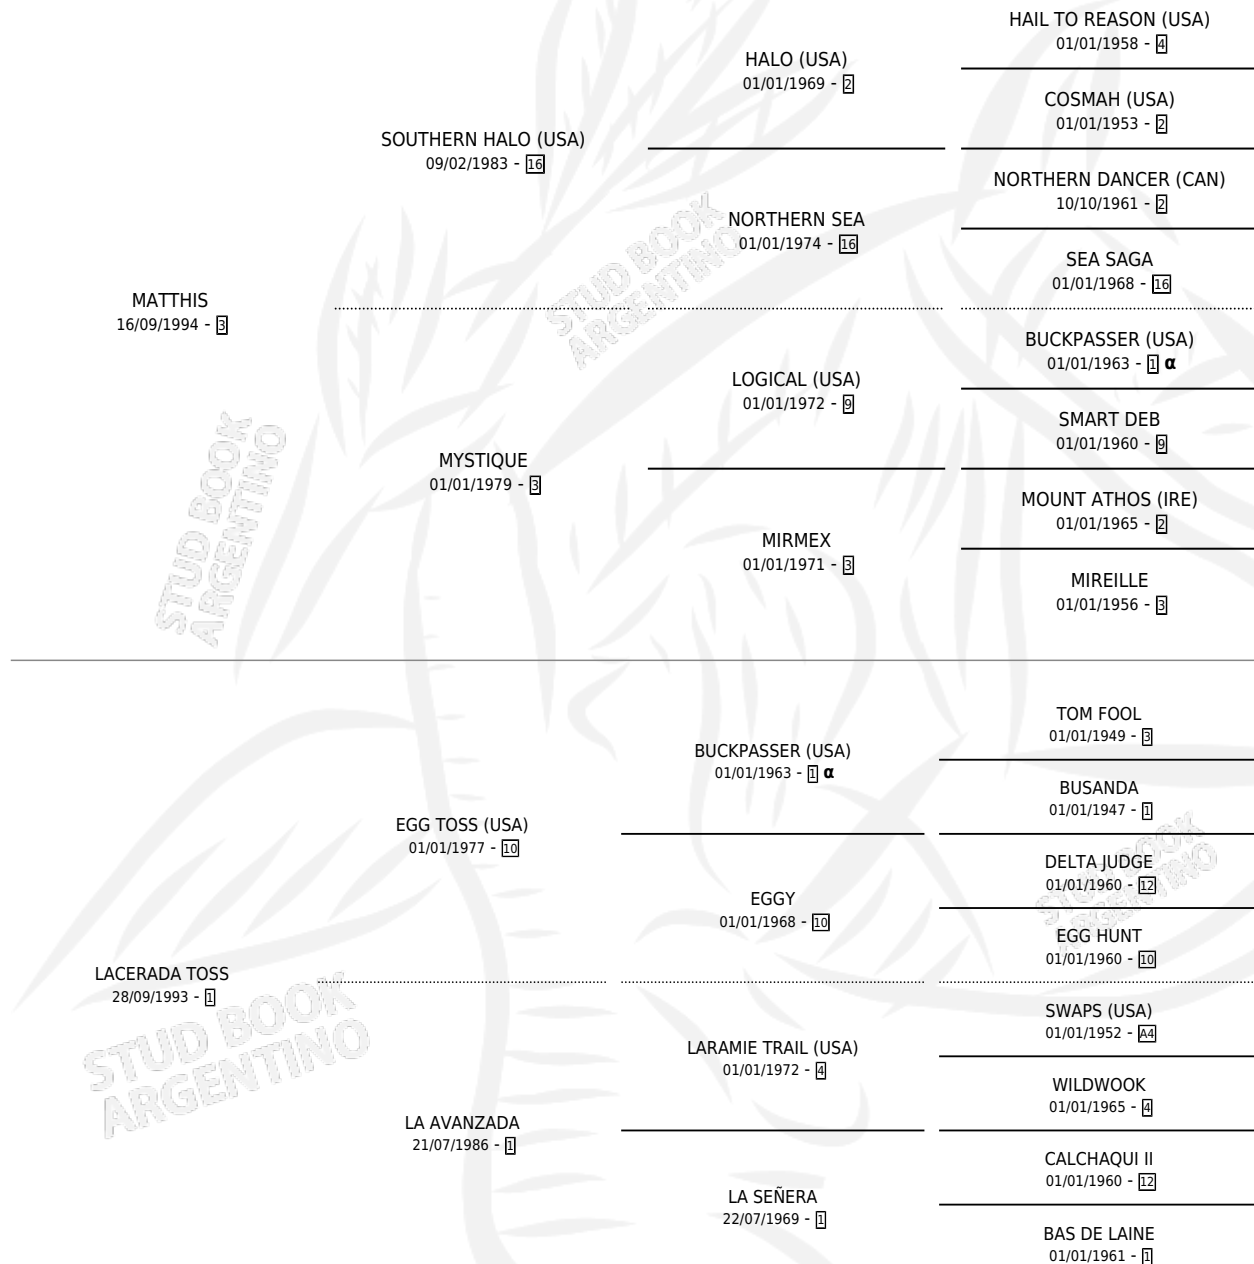 HAIL TO REASON (USA)
01/01/1958 - 4
HALO (USA)
01/01/1969 - 2
COSMAH (USA)
01/01/1953 - 2
SOUTHERN HALO (USA)
09/02/1983 - 16
NORTHERN DANCER (CAN)
10/10/1961 - 2
NORTHERN SEA
01/01/1974 - 16
SEA SAGA
01/01/1968 - 16
STUD BOOK
ARGENTINO
MATTHIS
16/09/1994 - 3
BUCKPASSER (USA)
01/01/1963 - 1 α
LOGICAL (USA)
01/01/1972 - 9
SMART DEB
01/01/1960 - 9
MYSTIQUE
01/01/1979 - 3
MOUNT ATHOS (IRE)
01/01/1965 - 2
MIRMEX
01/01/1971 - 3
MIREILLE
01/01/1956 - 3
STUD BOOK
ARGENTINO
TOM FOOL
01/01/1949 - 3
BUCKPASSER (USA)
01/01/1963 - 1 α
BUSANDA
01/01/1947 - 1
EGG TOSS (USA)
01/01/1977 - 10
DELTA JUDGE
01/01/1960 - 12
STUD BOOK
ARGENTINO
EGGY
01/01/1968 - 10
EGG HUNT
01/01/1960 - 10
LACERADA TOSS
28/09/1993 - 1
STUD BOOK
ARGENTINO
SWAPS (USA)
01/01/1952 - A4
LARAMIE TRAIL (USA)
01/01/1972 - 4
WILDWOOK
01/01/1965 - 4
LA AVANZADA
21/07/1986 - 1
CALCHAQUI II
01/01/1960 - 12
LA SEÑERA
22/07/1969 - 1
BAS DE LAINE
01/01/1961 - 1